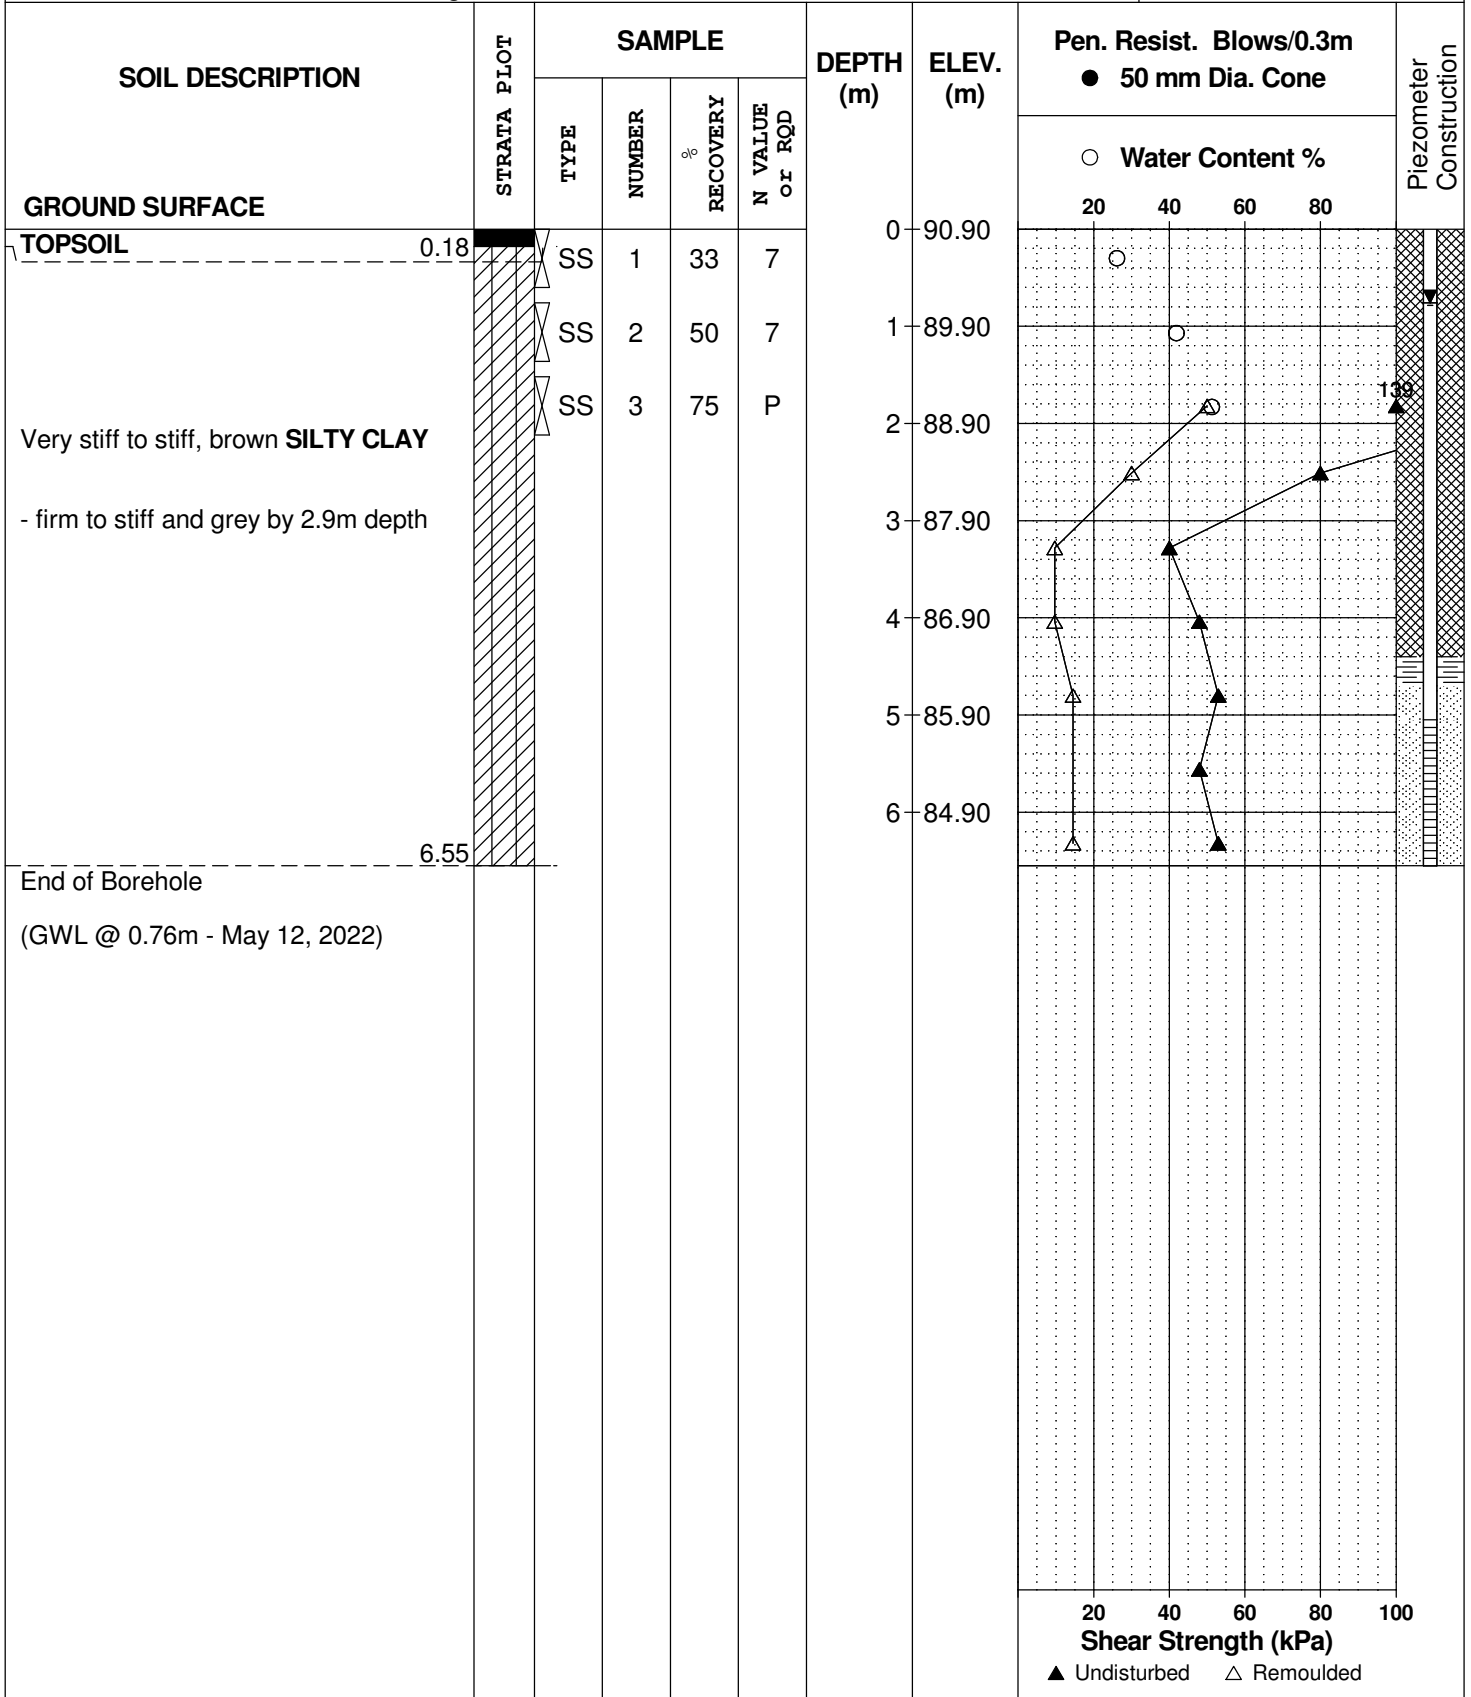 SOIL DESCRIPTION
GROUND SURFACE
STRATA PLOT
SAMPLE
TYPE
NUMBER
% RECOVERY
N VALUE or RQD
DEPTH (m)
ELEV. (m)
Pen. Resist. Blows/0.3m
● 50 mm Dia. Cone
○ Water Content %
20 40 60 80
Piezometer Construction
TOPSOIL 0.18
SS 1 33 7
SS 2 50 7
SS 3 75 P
0 90.90
1 89.90
2 88.90
3 87.90
4 86.90
5 85.90
6 84.90
139
Very stiff to stiff, brown SILTY CLAY
- firm to stiff and grey by 2.9m depth
6.55
End of Borehole
(GWL @ 0.76m - May 12, 2022)
20 40 60 80 100
Shear Strength (kPa)
▲ Undisturbed △ Remoulded